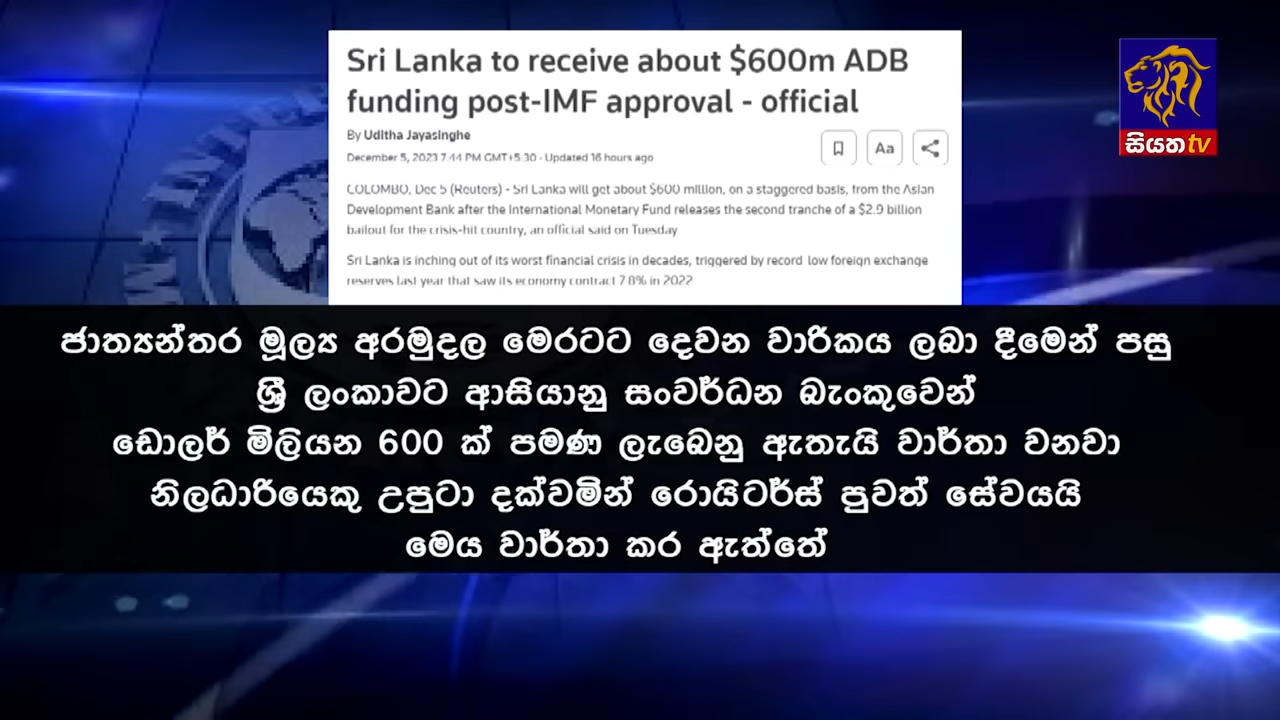 Sri Lanka to receive about $600m ADB
funding post-IMF approval - official
By Uditha Jayasinghe
December 5, 2023 7:44 PM GMT+5:30 · Updated 16 hours ago
Aa
COLOMBO, Dec 5 (Reuters) - Sri Lanka will get about $600 million, on a staggered basis, from the Asian
Development Bank after the International Monetary Fund releases the second tranche of a $2.9 billion
bailout for the crisis-hit country, an official said on Tuesday
Sri Lanka is inching out of its worst financial crisis in decades, triggered by record low foreign exchange
reserves last year that saw its economy contract 7.8% in 2022
සියත tv
ජාත්‍යන්තර මූල්‍ය අරමුදල මෙරටට දෙවන වාරිකය ලබා දීමෙන් පසු
ශ්‍රී ලංකාවට ආසියානු සංවර්ධන බැංකුවෙන්
ඩොලර් මිලියන 600 ක් පමණ ලැබෙනු ඇතැයි වාර්තා වනවා
නිලධාරියෙකු උපුටා දක්වමින් රොයිටර්ස් පුවත් සේවයයි
මෙය වාර්තා කර ඇත්තේ